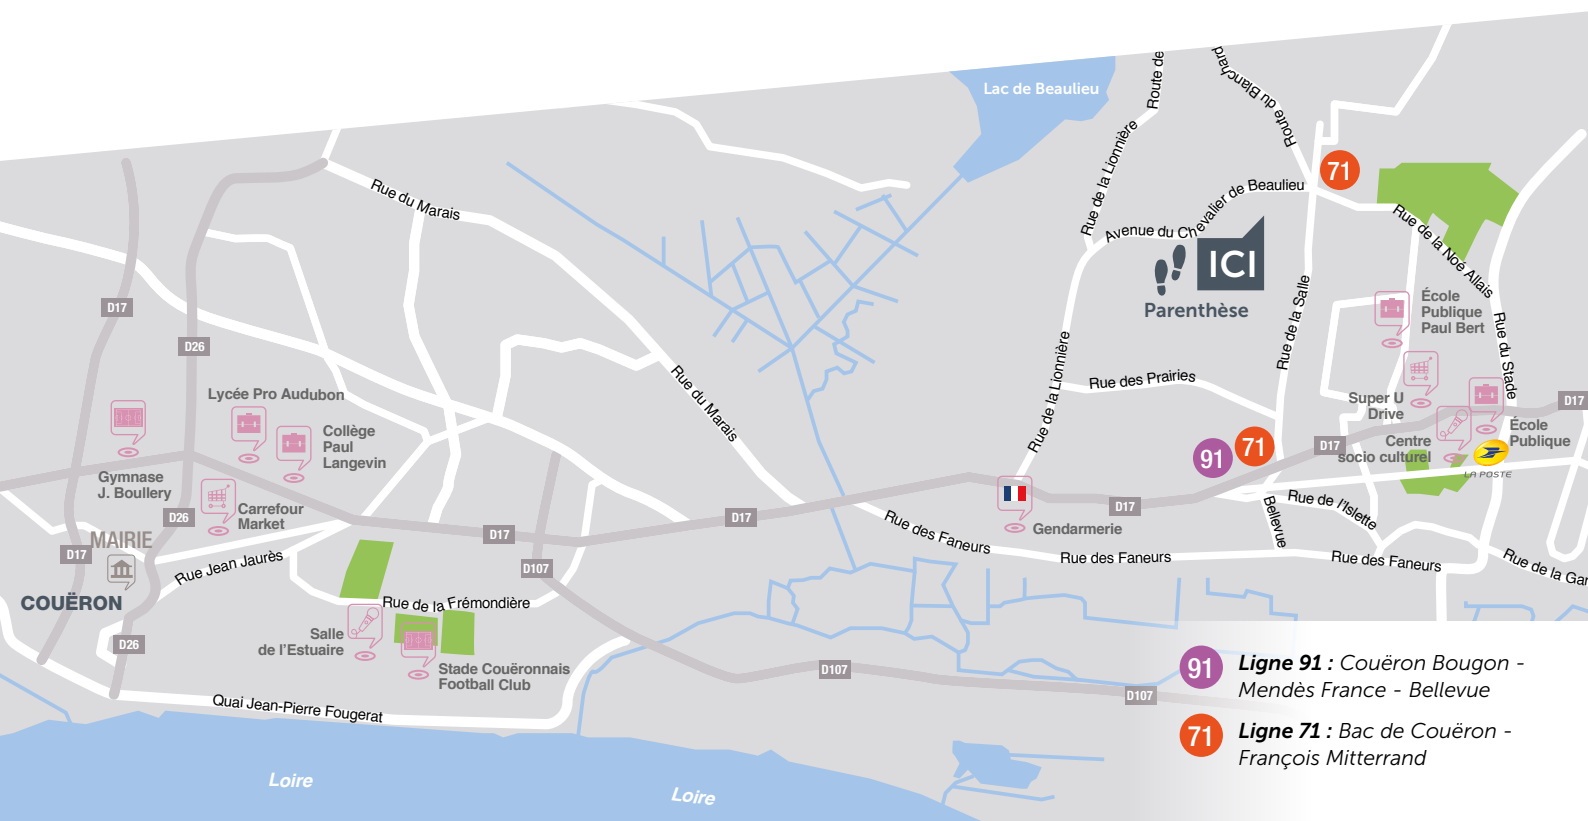 Lac de Beaulieu
Route de
Route du Blanchard
Rue de la Lionnière
Avenue du Chevalier de Beaulieu
71
Rue du Marais
Rue de la Noé Allais
ICI
Parenthèse
D17
D26
École
Publique
Paul Bert
Rue de la Salle
Rue du Stade
Rue de la Lionnière
Rue des Prairies
Rue du Marais
Lycée Pro Audubon
Collège
Paul
Langevin
Super U
Drive
D17
École
Publique
Centre
socio culturel
D17
91
71
LA POSTE
Gymnase
J. Boullery
Carrefour
Market
D26
D17
D17
D17
Gendarmerie
Rue des Faneurs
Rue des Faneurs
Bellevue
Rue de l'Islette
Rue des Faneurs
Rue de la Gar
MAIRIE
D17
Rue Jean Jaurès
D107
COUËRON
Rue de la Frémondière
Salle
de l'Estuaire
D26
Stade Couëronnais
Football Club
D107
D107
Quai Jean-Pierre Fougerat
Loire
Loire
91
Ligne 91 : Couëron Bougon -
Mendès France - Bellevue
71
Ligne 71 : Bac de Couëron -
François Mitterrand